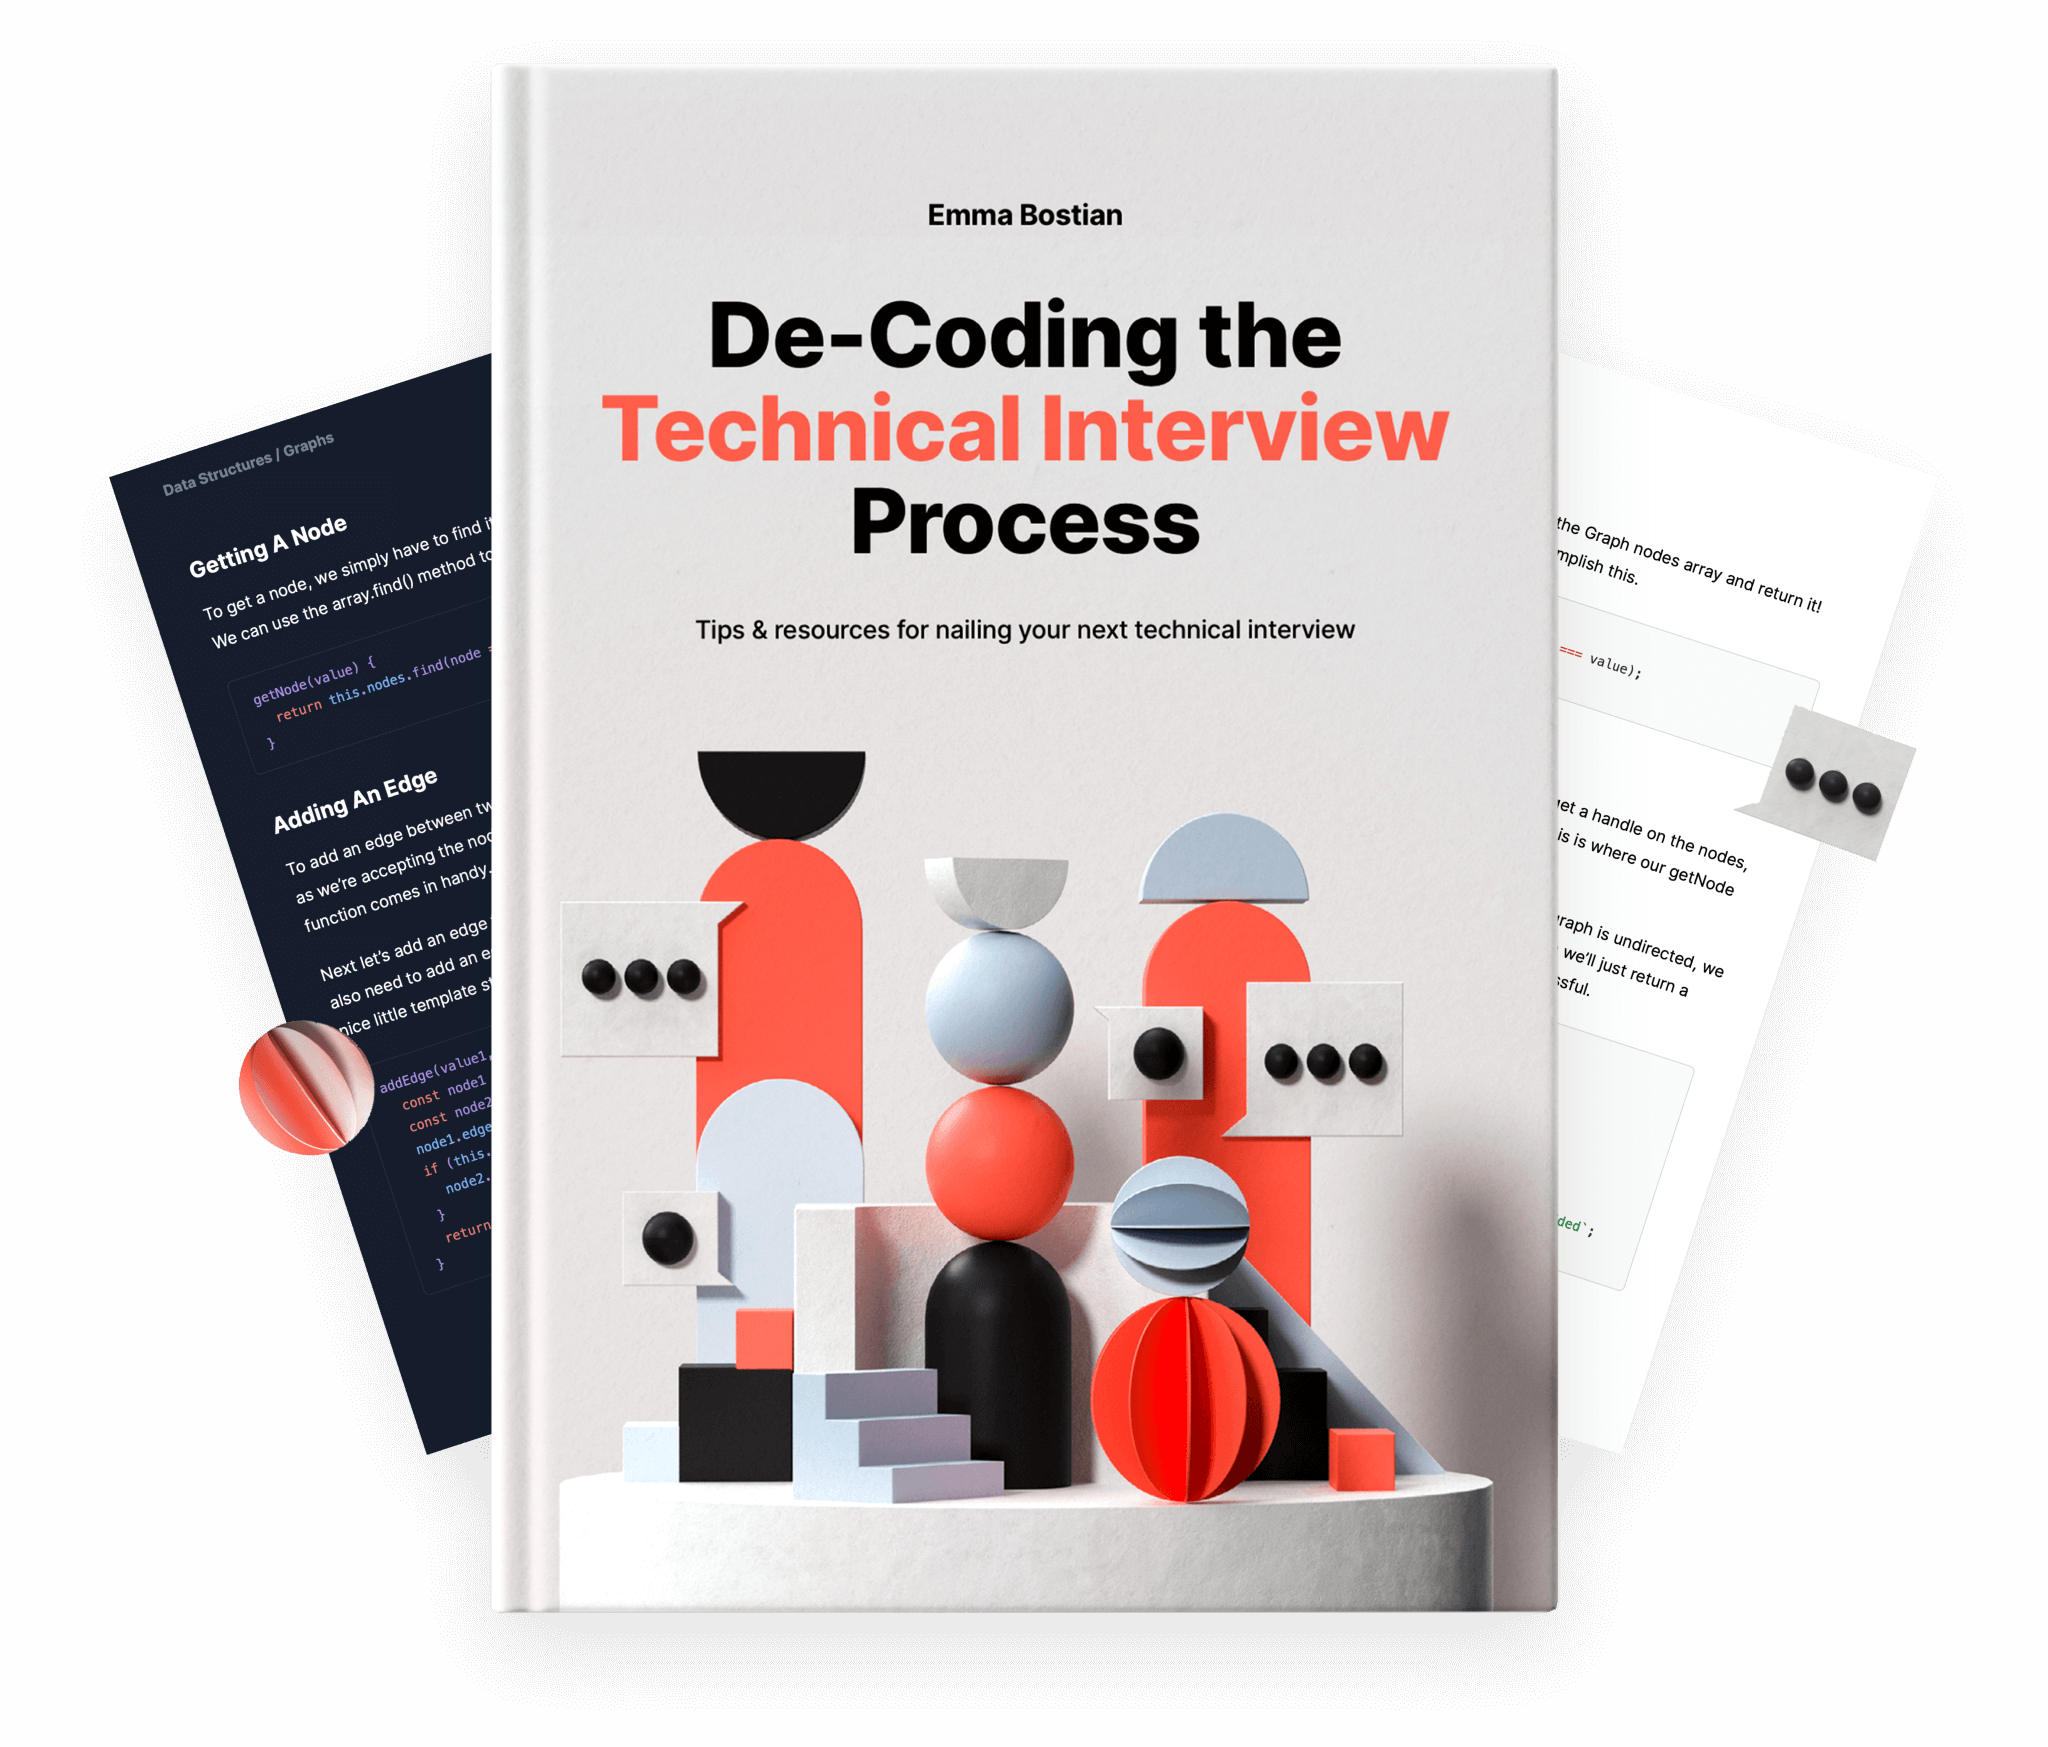 Emma Bostian
De-Coding the
Technical Interview
Process
Tips & resources for nailing your next technical interview
Data Structures / Graphs
Getting A Node
To get a node, we simply have to find it
We can use the array.find() method to
getNode(value) {
return this.nodes.find(node =
}
Adding An Edge
To add an edge between tw
as we're accepting the nod
function comes in handy.
Next let's add an edge
also need to add an e
nice little template st
addEdge(value1,
const node1
const node2
node1.edge
if (this.
node2.
}
return
}
the Graph nodes array and return it!
mplish this.
=== value);
get a handle on the nodes,
is is where our getNode
graph is undirected, we
we'll just return a
ssful.
ded`;